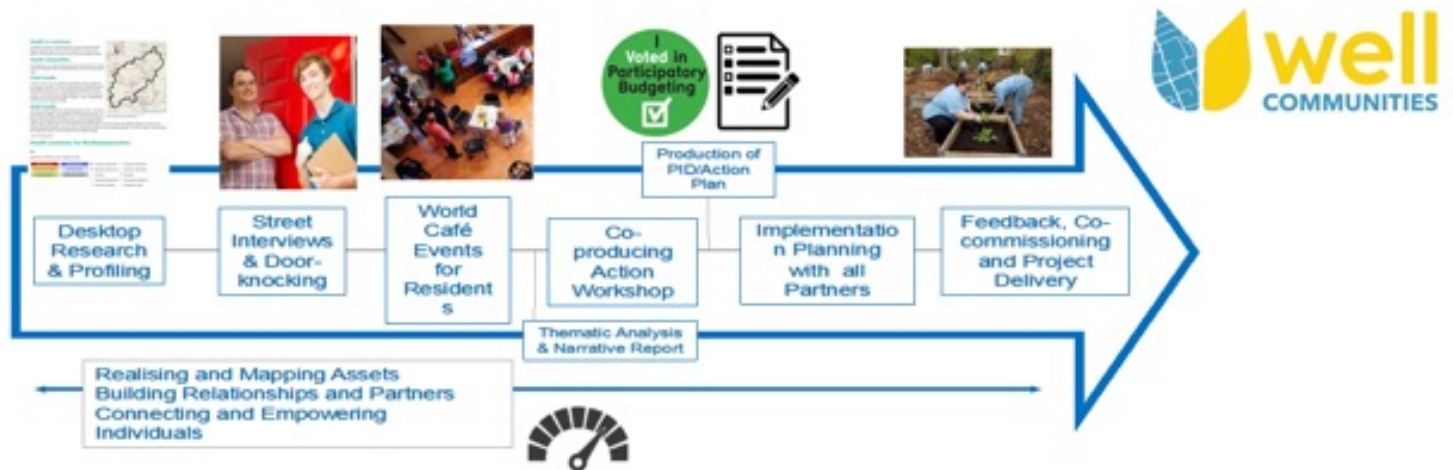 I
Voted in
Participatory
Budgeting
well
COMMUNITIES
Production of
PID/Action
Plan
Desktop
Research
& Profiling
Street
Interviews
& Door-
knocking
World
Café
Events
for
Resident
s
Co-
producing
Action
Workshop
Implementatio
n Planning
with all
Partners
Feedback, Co-
commissioning
and Project
Delivery
Thematic Analysis
& Narrative Report
Realising and Mapping Assets
Building Relationships and Partners
Connecting and Empowering
Individuals